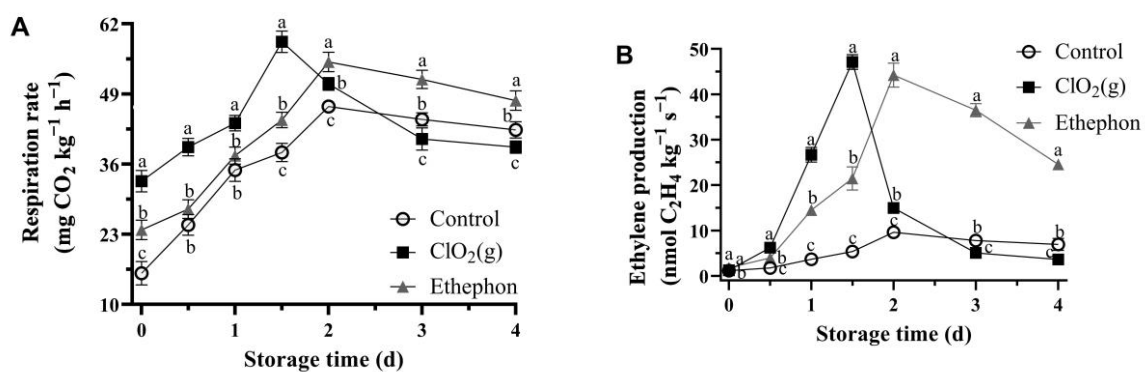 A
Respiration rate
(mg CO₂ kg⁻¹ h⁻¹)
62
49
36
23
10
a
a
a
a
a
a
a
b
b
b
b
b
b
b
c
b
b
c
c
c
c
c
Control
ClO₂(g)
Ethephon
0
1
2
3
4
Storage time (d)
B
Ethylene production
(nmol C₂H₄ kg⁻¹ s⁻¹)
50
40
30
20
10
0
a
a
b
a
b
c
a
b
c
a
b
c
a
b
c
a
b
c
a
b
c
Control
ClO₂(g)
Ethephon
0
1
2
3
4
Storage time (d)